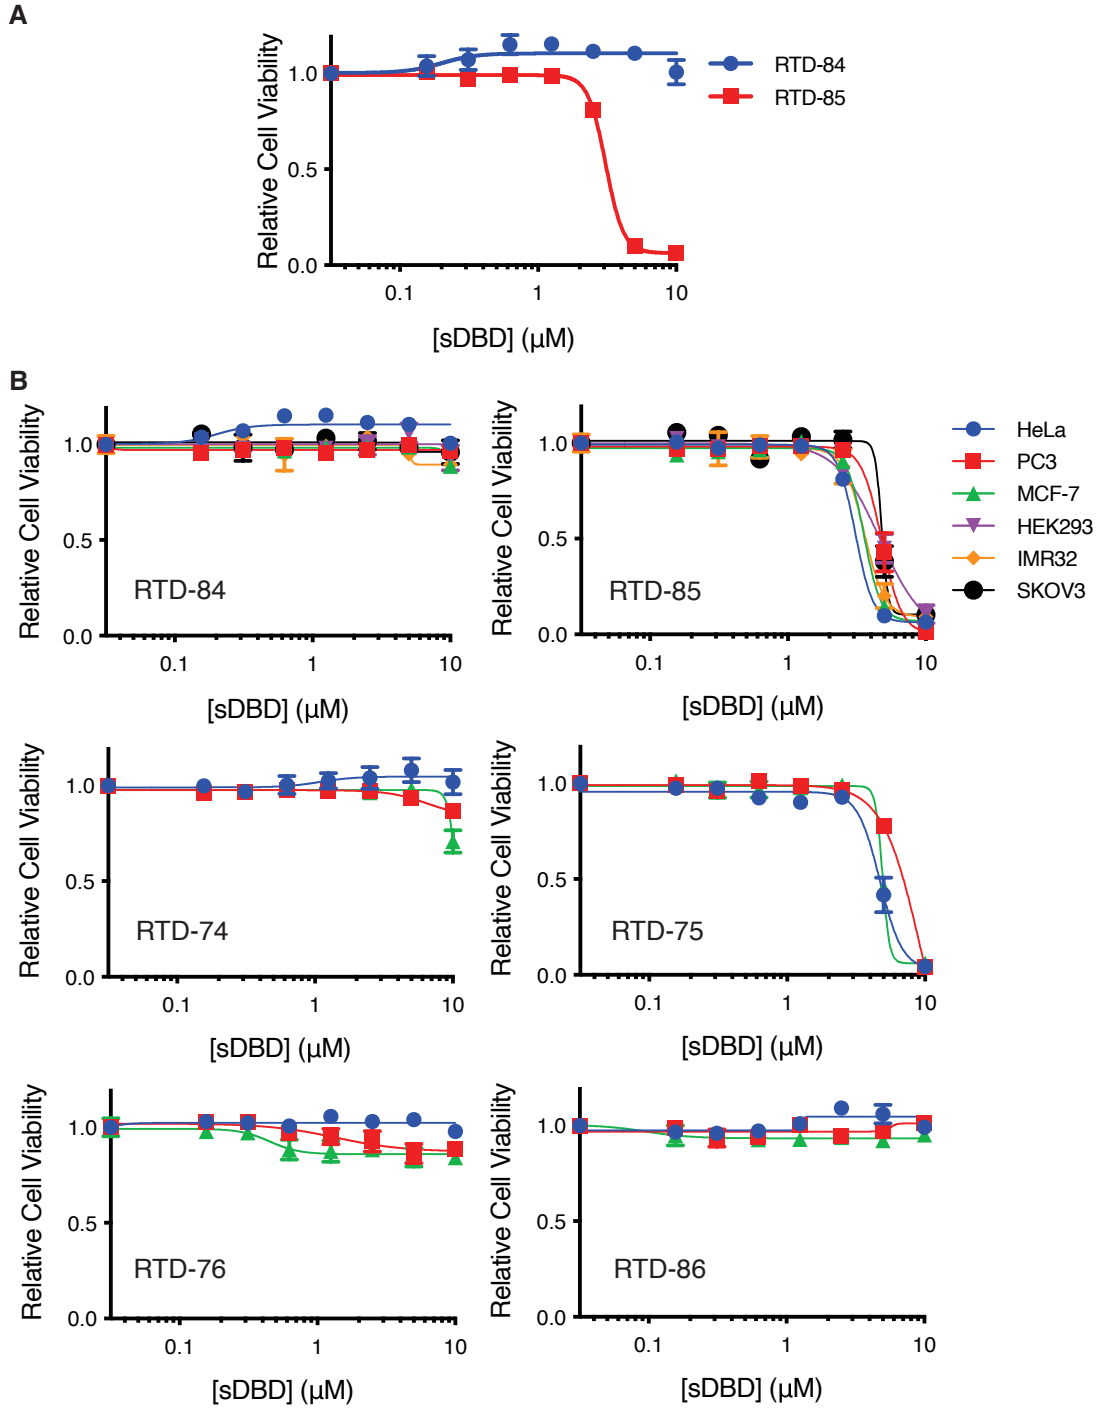 A
Relative Cell Viability
1.0
0.5
0.0
0.1 1 10
[sDBD] (µM)
RTD-84
RTD-85
B
Relative Cell Viability
1.0
0.5
0.0
RTD-84
0.1 1 10
[sDBD] (µM)
Relative Cell Viability
1.0
0.5
0.0
RTD-85
0.1 1 10
[sDBD] (µM)
HeLa
PC3
MCF-7
HEK293
IMR32
SKOV3
Relative Cell Viability
1.0
0.5
0.0
RTD-74
0.1 1 10
[sDBD] (µM)
Relative Cell Viability
1.0
0.5
0.0
RTD-75
0.1 1 10
[sDBD] (µM)
Relative Cell Viability
1.0
0.5
0.0
RTD-76
0.1 1 10
[sDBD] (µM)
Relative Cell Viability
1.0
0.5
0.0
RTD-86
0.1 1 10
[sDBD] (µM)